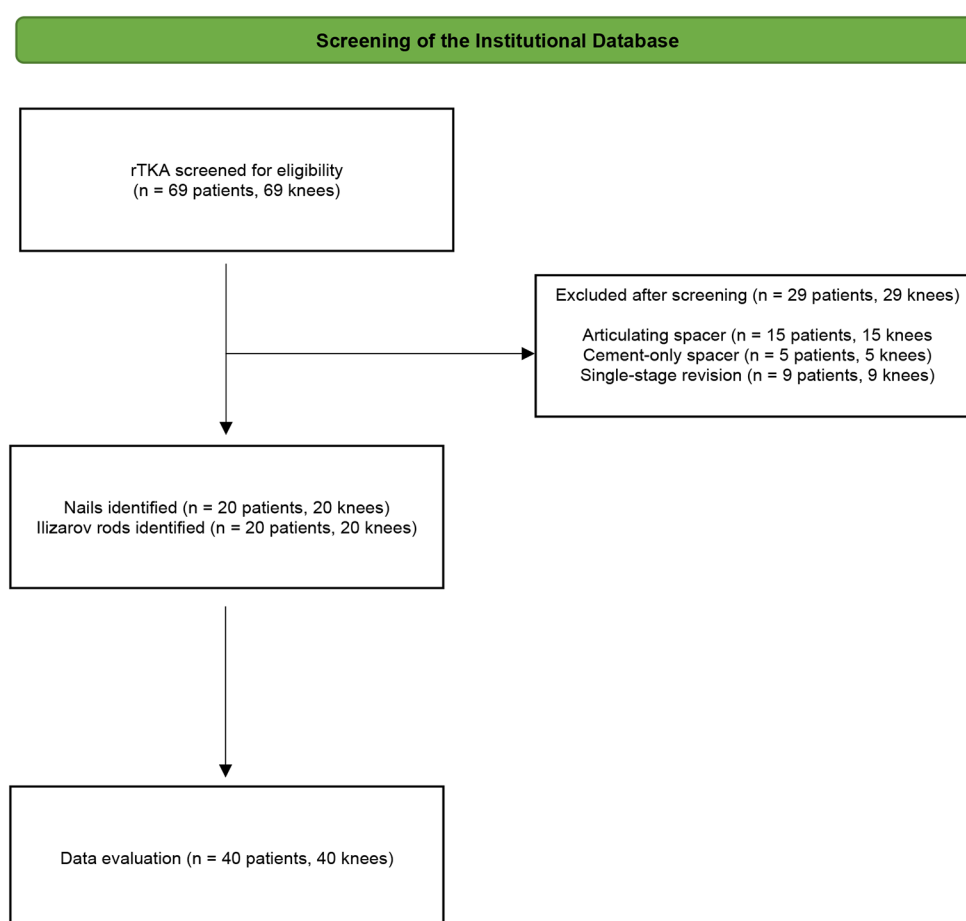 Screening of the Institutional Database
rTKA screened for eligibility
(n = 69 patients, 69 knees)
Excluded after screening (n = 29 patients, 29 knees)
Articulating spacer (n = 15 patients, 15 knees
Cement-only spacer (n = 5 patients, 5 knees)
Single-stage revision (n = 9 patients, 9 knees)
Nails identified (n = 20 patients, 20 knees)
Ilizarov rods identified (n = 20 patients, 20 knees)
Data evaluation (n = 40 patients, 40 knees)